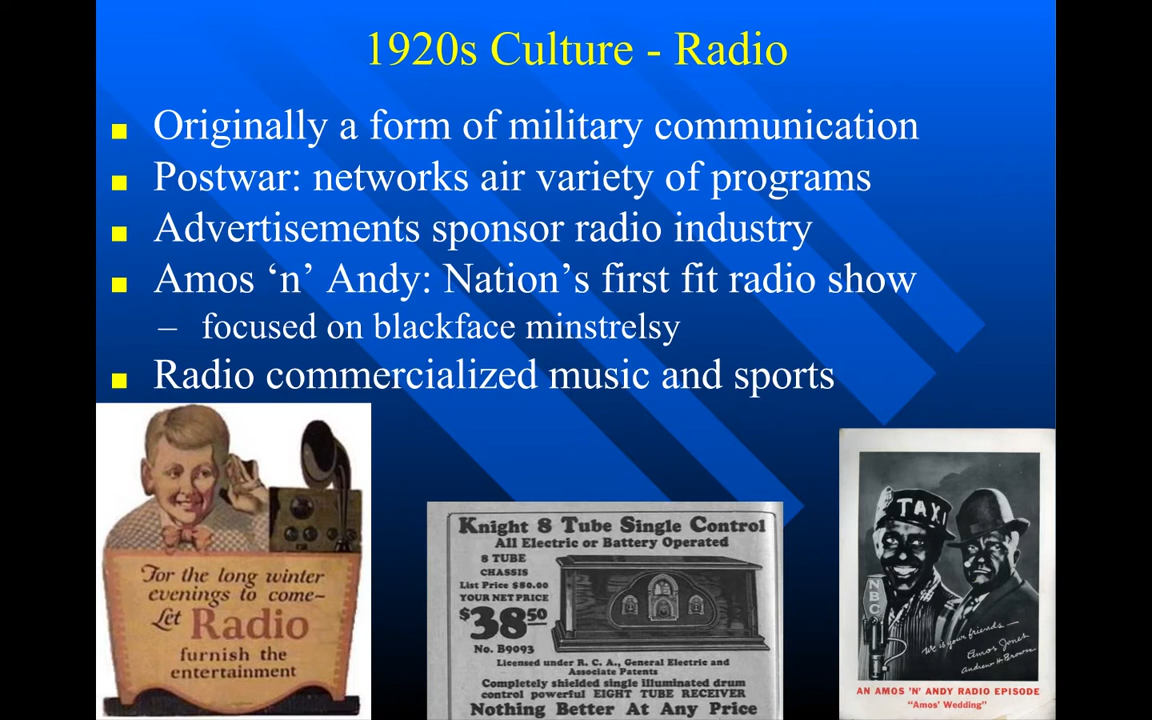 1920s Culture - Radio
Originally a form of military communication
Postwar: networks air variety of programs
Advertisements sponsor radio industry
Amos ‘n’ Andy: Nation’s first fit radio show
– focused on blackface minstrelsy
Radio commercialized music and sports
For the long winter
evenings to come–
Let Radio
furnish the
entertainment
Knight 8 Tube Single Control
All Electric or Battery Operated
8 TUBE
CHASSIS
List Price $80.00
YOUR NET PRICE
$38.50
No. B9093
Licensed under R. C. A., General Electric and
Associate Patents
Completely shielded single illuminated drum
control powerful EIGHT TUBE RECEIVER
Nothing Better At Any Price
TAXI
NBC
We is your friends—
Amos Jones
Andrew H. Brown
AN AMOS 'N' ANDY RADIO EPISODE
“Amos' Wedding”